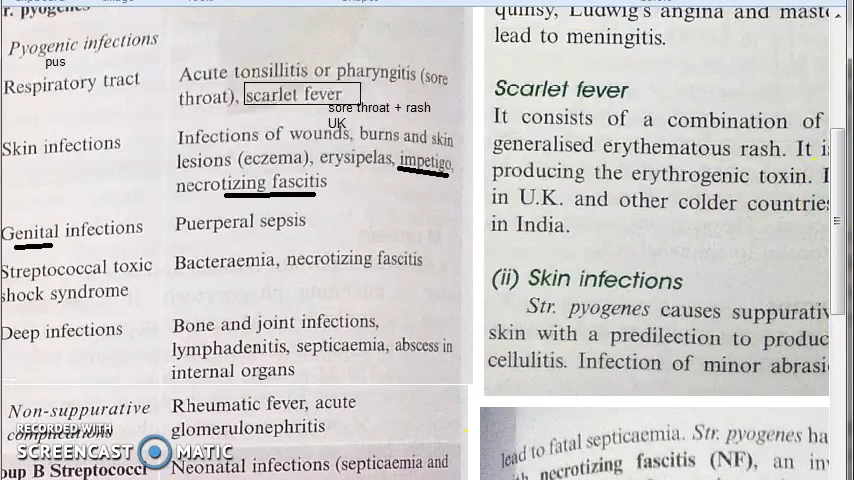 r. pyogenes
Pyogenic infections
pus
Respiratory tract
Acute tonsillitis or pharyngitis (sore
throat), scarlet fever
sore throat + rash
UK
Skin infections
Infections of wounds, burns and skin
lesions (eczema), erysipelas, impetigo,
necrotizing fascitis
Genital infections
Puerperal sepsis
Streptococcal toxic
shock syndrome
Bacteraemia, necrotizing fascitis
Deep infections
Bone and joint infections,
lymphadenitis, septicaemia, abscess in
internal organs
Non-suppurative
complications
Rheumatic fever, acute
glomerulonephritis
oup B Streptococci
Neonatal infections (septicaemia and
RECORDED WITH
SCREENCAST MATIC
quinsy, Ludwig's angina and mast
lead to meningitis.
Scarlet fever
It consists of a combination of
generalised erythematous rash. It i
producing the erythrogenic toxin. I
in U.K. and other colder countrie
in India.
(ii) Skin infections
Str. pyogenes causes suppurativ
skin with a predilection to produc
cellulitis. Infection of minor abrasi
lead to fatal septicaemia. Str. pyogenes ha
necrotizing fascitis (NF), an inv